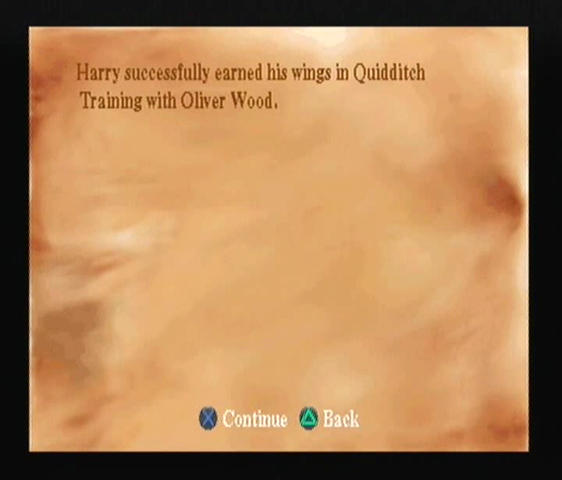 Harry successfully earned his wings in Quidditch
Training with Oliver Wood.
Continue Back